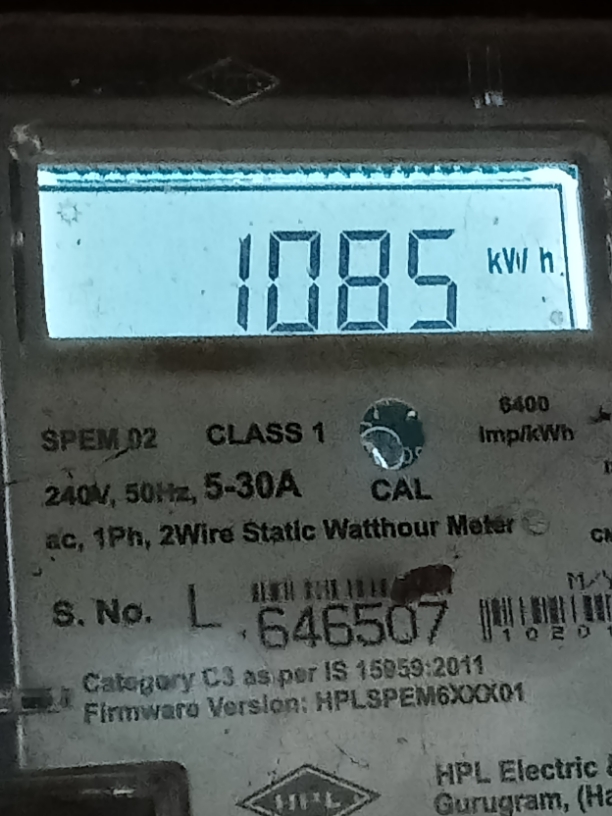 1085 kWh
6400
SPEM 02 CLASS 1 Imp/kWh
240V, 50Hz, 5-30A CAL
ac, 1Ph, 2Wire Static Watthour Meter
M/Y
S. No. L 646507
Category C3 as per IS 15959:2011
Firmware Version: HPLSPEM6XXX01
HPL Electric &
HPL Gurugram, (Ha